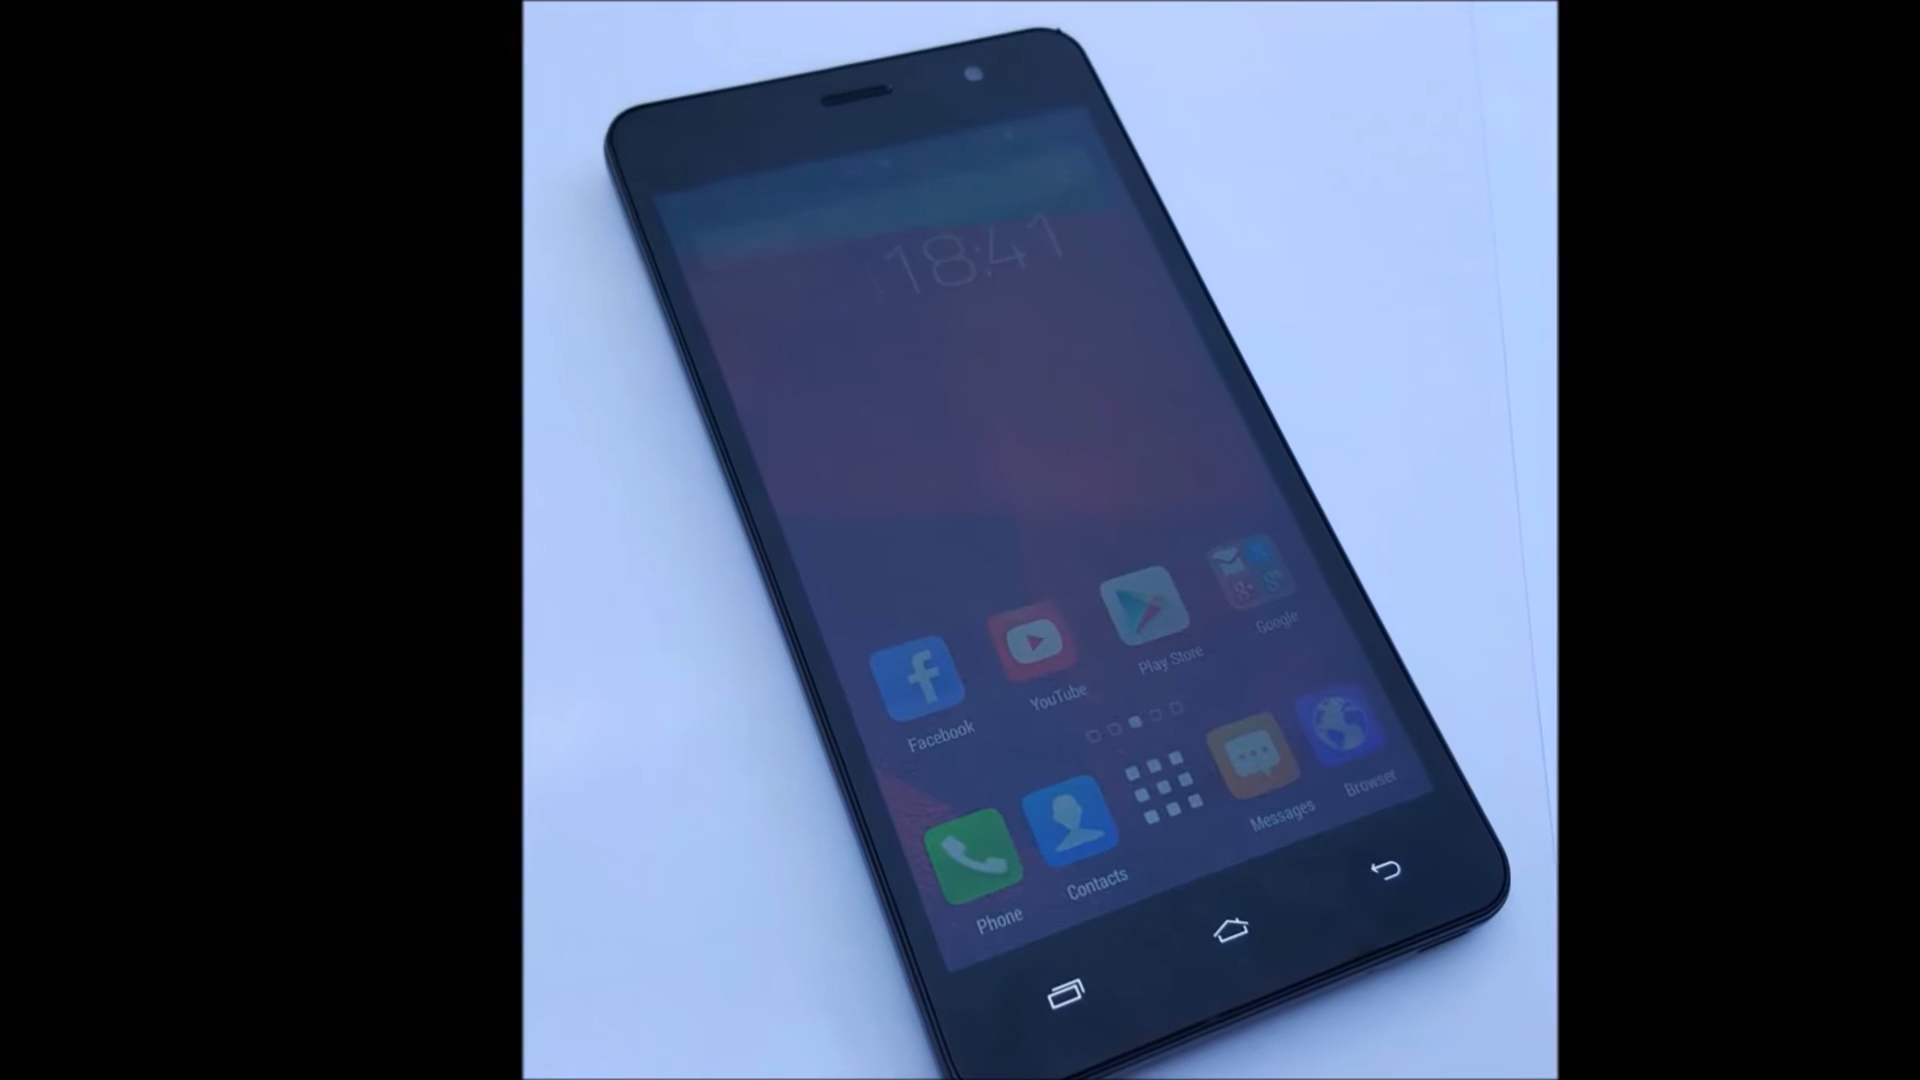 18:41
Facebook
YouTube
Play Store
Google
Phone
Contacts
Messages
Browser